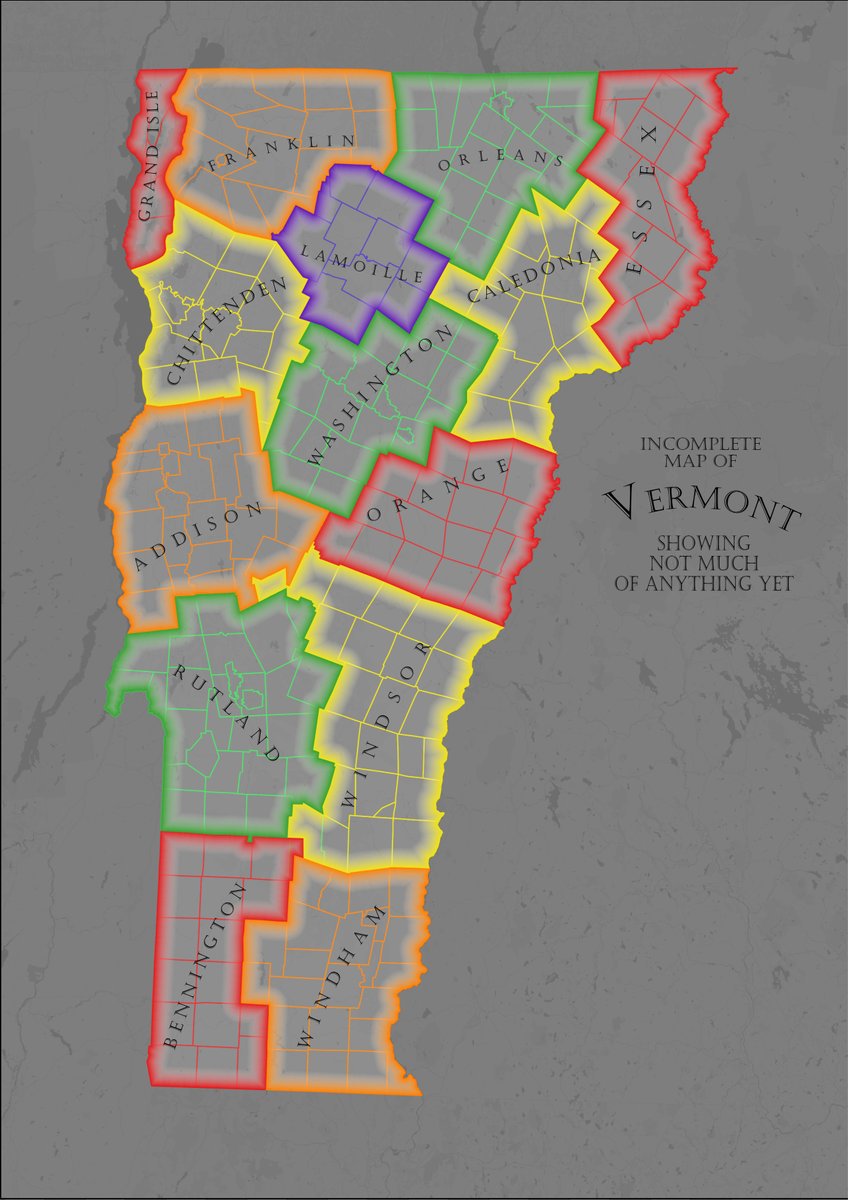 GRAND ISLE
FRANKLIN
ORLEANS
ESSEX
LAMOILLE
CALEDONIA
CHITTENDEN
WASHINGTON
INCOMPLETE
MAP OF
VERMONT
SHOWING
NOT MUCH
OF ANYTHING YET
ORANGE
ADDISON
RUTLAND
WINDSOR
BENNINGTON
WINDHAM